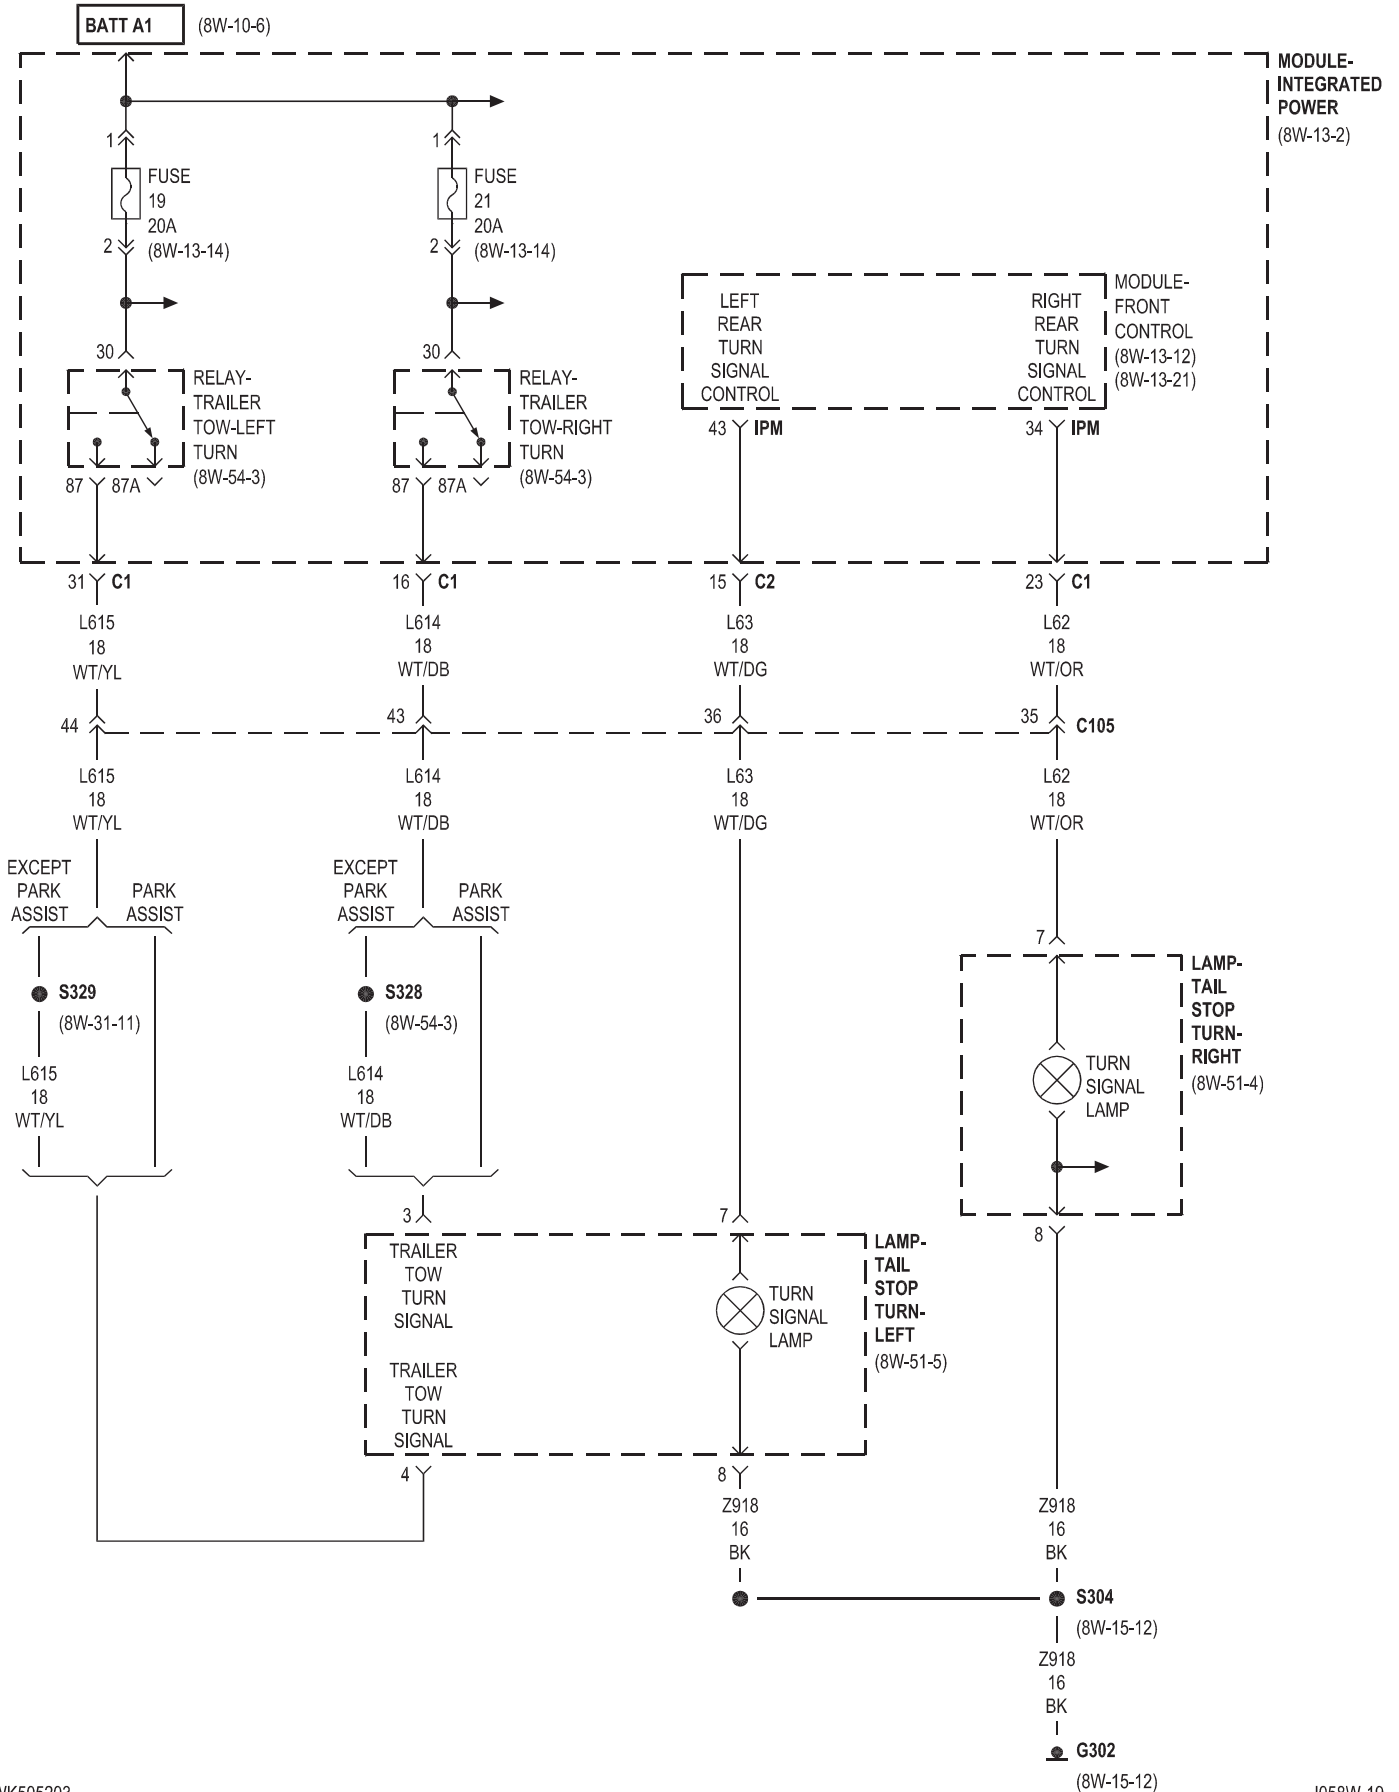 BATT A1 (8W-10-6)
MODULE-
INTEGRATED
POWER
(8W-13-2)
1
FUSE
19
20A
(8W-13-14)
2
1
FUSE
21
20A
(8W-13-14)
2
LEFT
REAR
TURN
SIGNAL
CONTROL
RIGHT
REAR
TURN
SIGNAL
CONTROL
MODULE-
FRONT
CONTROL
(8W-13-12)
(8W-13-21)
30
RELAY-
TRAILER
TOW-LEFT
TURN
(8W-54-3)
87 87A
30
RELAY-
TRAILER
TOW-RIGHT
TURN
(8W-54-3)
87 87A
43 IPM
34 IPM
31 C1
16 C1
15 C2
23 C1
L615
18
WT/YL
L614
18
WT/DB
L63
18
WT/DG
L62
18
WT/OR
44
43
36
35
C105
L615
18
WT/YL
L614
18
WT/DB
L63
18
WT/DG
L62
18
WT/OR
EXCEPT
PARK
ASSIST
PARK
ASSIST
EXCEPT
PARK
ASSIST
PARK
ASSIST
S329
(8W-31-11)
L615
18
WT/YL
S328
(8W-54-3)
L614
18
WT/DB
7
LAMP-
TAIL
STOP
TURN-
RIGHT
(8W-51-4)
TURN
SIGNAL
LAMP
8
3
7
TRAILER
TOW
TURN
SIGNAL
TRAILER
TOW
TURN
SIGNAL
TURN
SIGNAL
LAMP
LAMP-
TAIL
STOP
TURN-
LEFT
(8W-51-5)
4
8
Z918
16
BK
Z918
16
BK
S304
(8W-15-12)
Z918
16
BK
G302
(8W-15-12)